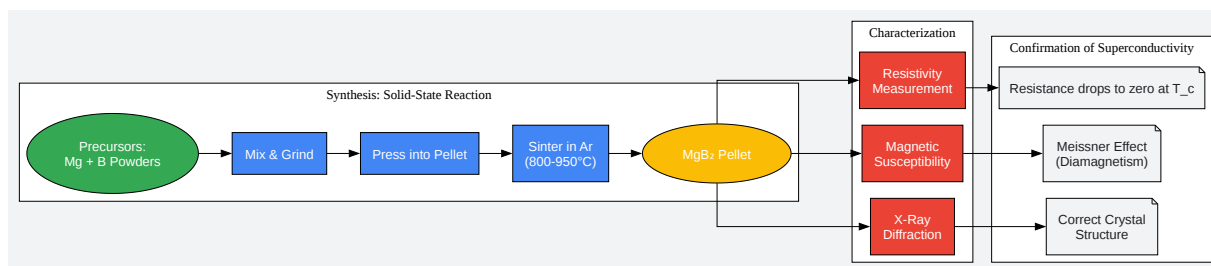 Synthesis: Solid-State Reaction
Precursors:
Mg + B Powders
Mix & Grind
Press into Pellet
Sinter in Ar
(800-950°C)
MgB₂ Pellet
Characterization
Resistivity
Measurement
Magnetic
Susceptibility
X-Ray
Diffraction
Confirmation of Superconductivity
Resistance drops to zero at T_c
Meissner Effect
(Diamagnetism)
Correct Crystal
Structure